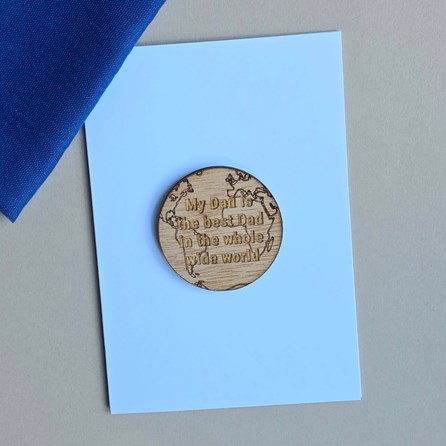 My Dad is
the best Dad
in the whole
wide world